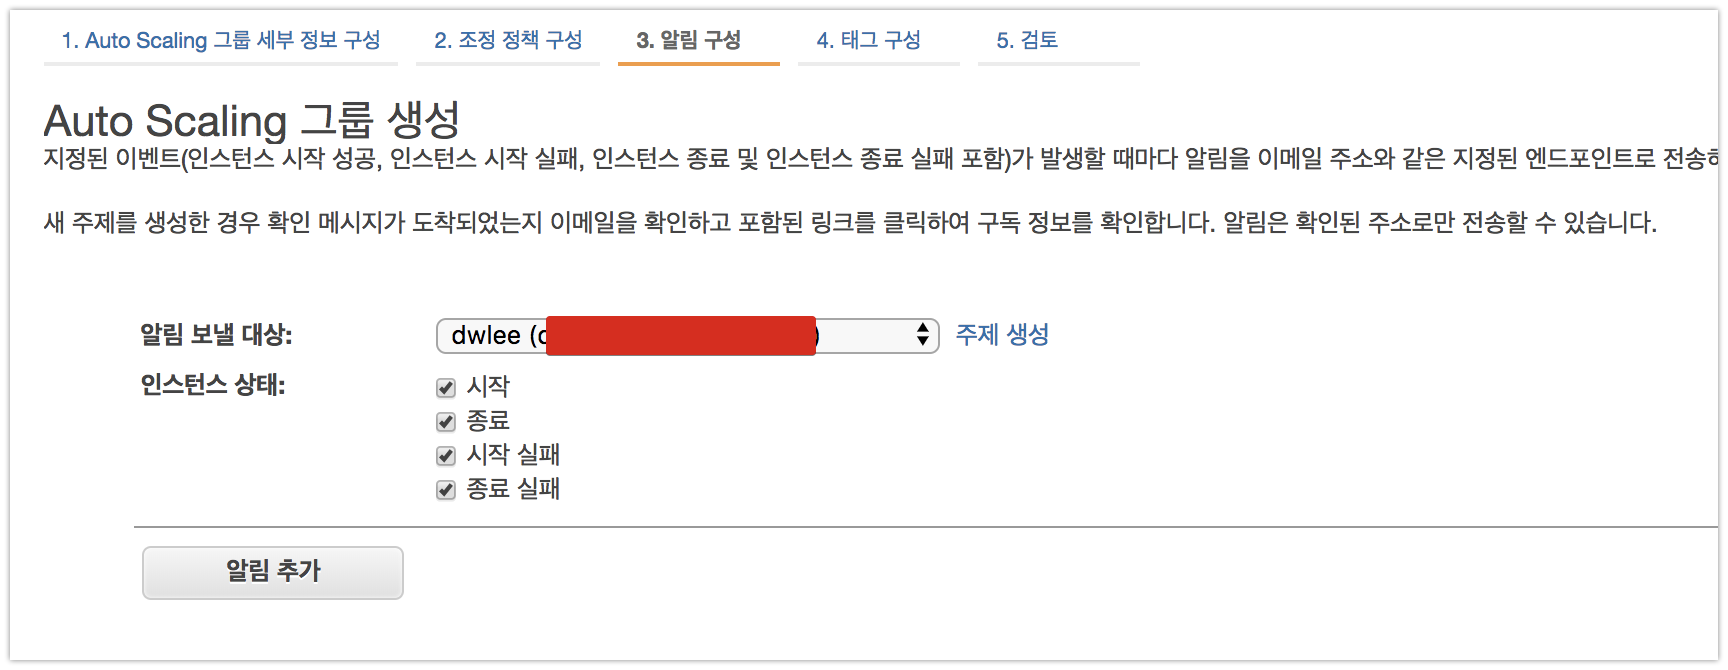 1. Auto Scaling 그룹 세부 정보 구성 2. 조정 정책 구성 3. 알림 구성 4. 태그 구성 5. 검토
Auto Scaling 그룹 생성
지정된 이벤트(인스턴스 시작 성공, 인스턴스 시작 실패, 인스턴스 종료 및 인스턴스 종료 실패 포함)가 발생할 때마다 알림을 이메일 주소와 같은 지정된 엔드포인트로
새 주제를 생성한 경우 확인 메시지가 도착되었는지 이메일을 확인하고 포함된 링크를 클릭하여 구독 정보를 확인합니다. 알림은 확인된 주소로만 전송할 수 있습니다.
알림 보낼 대상: dwlee ( ) 주제 생성
인스턴스 상태: 시작
종료
시작 실패
종료 실패
알림 추가